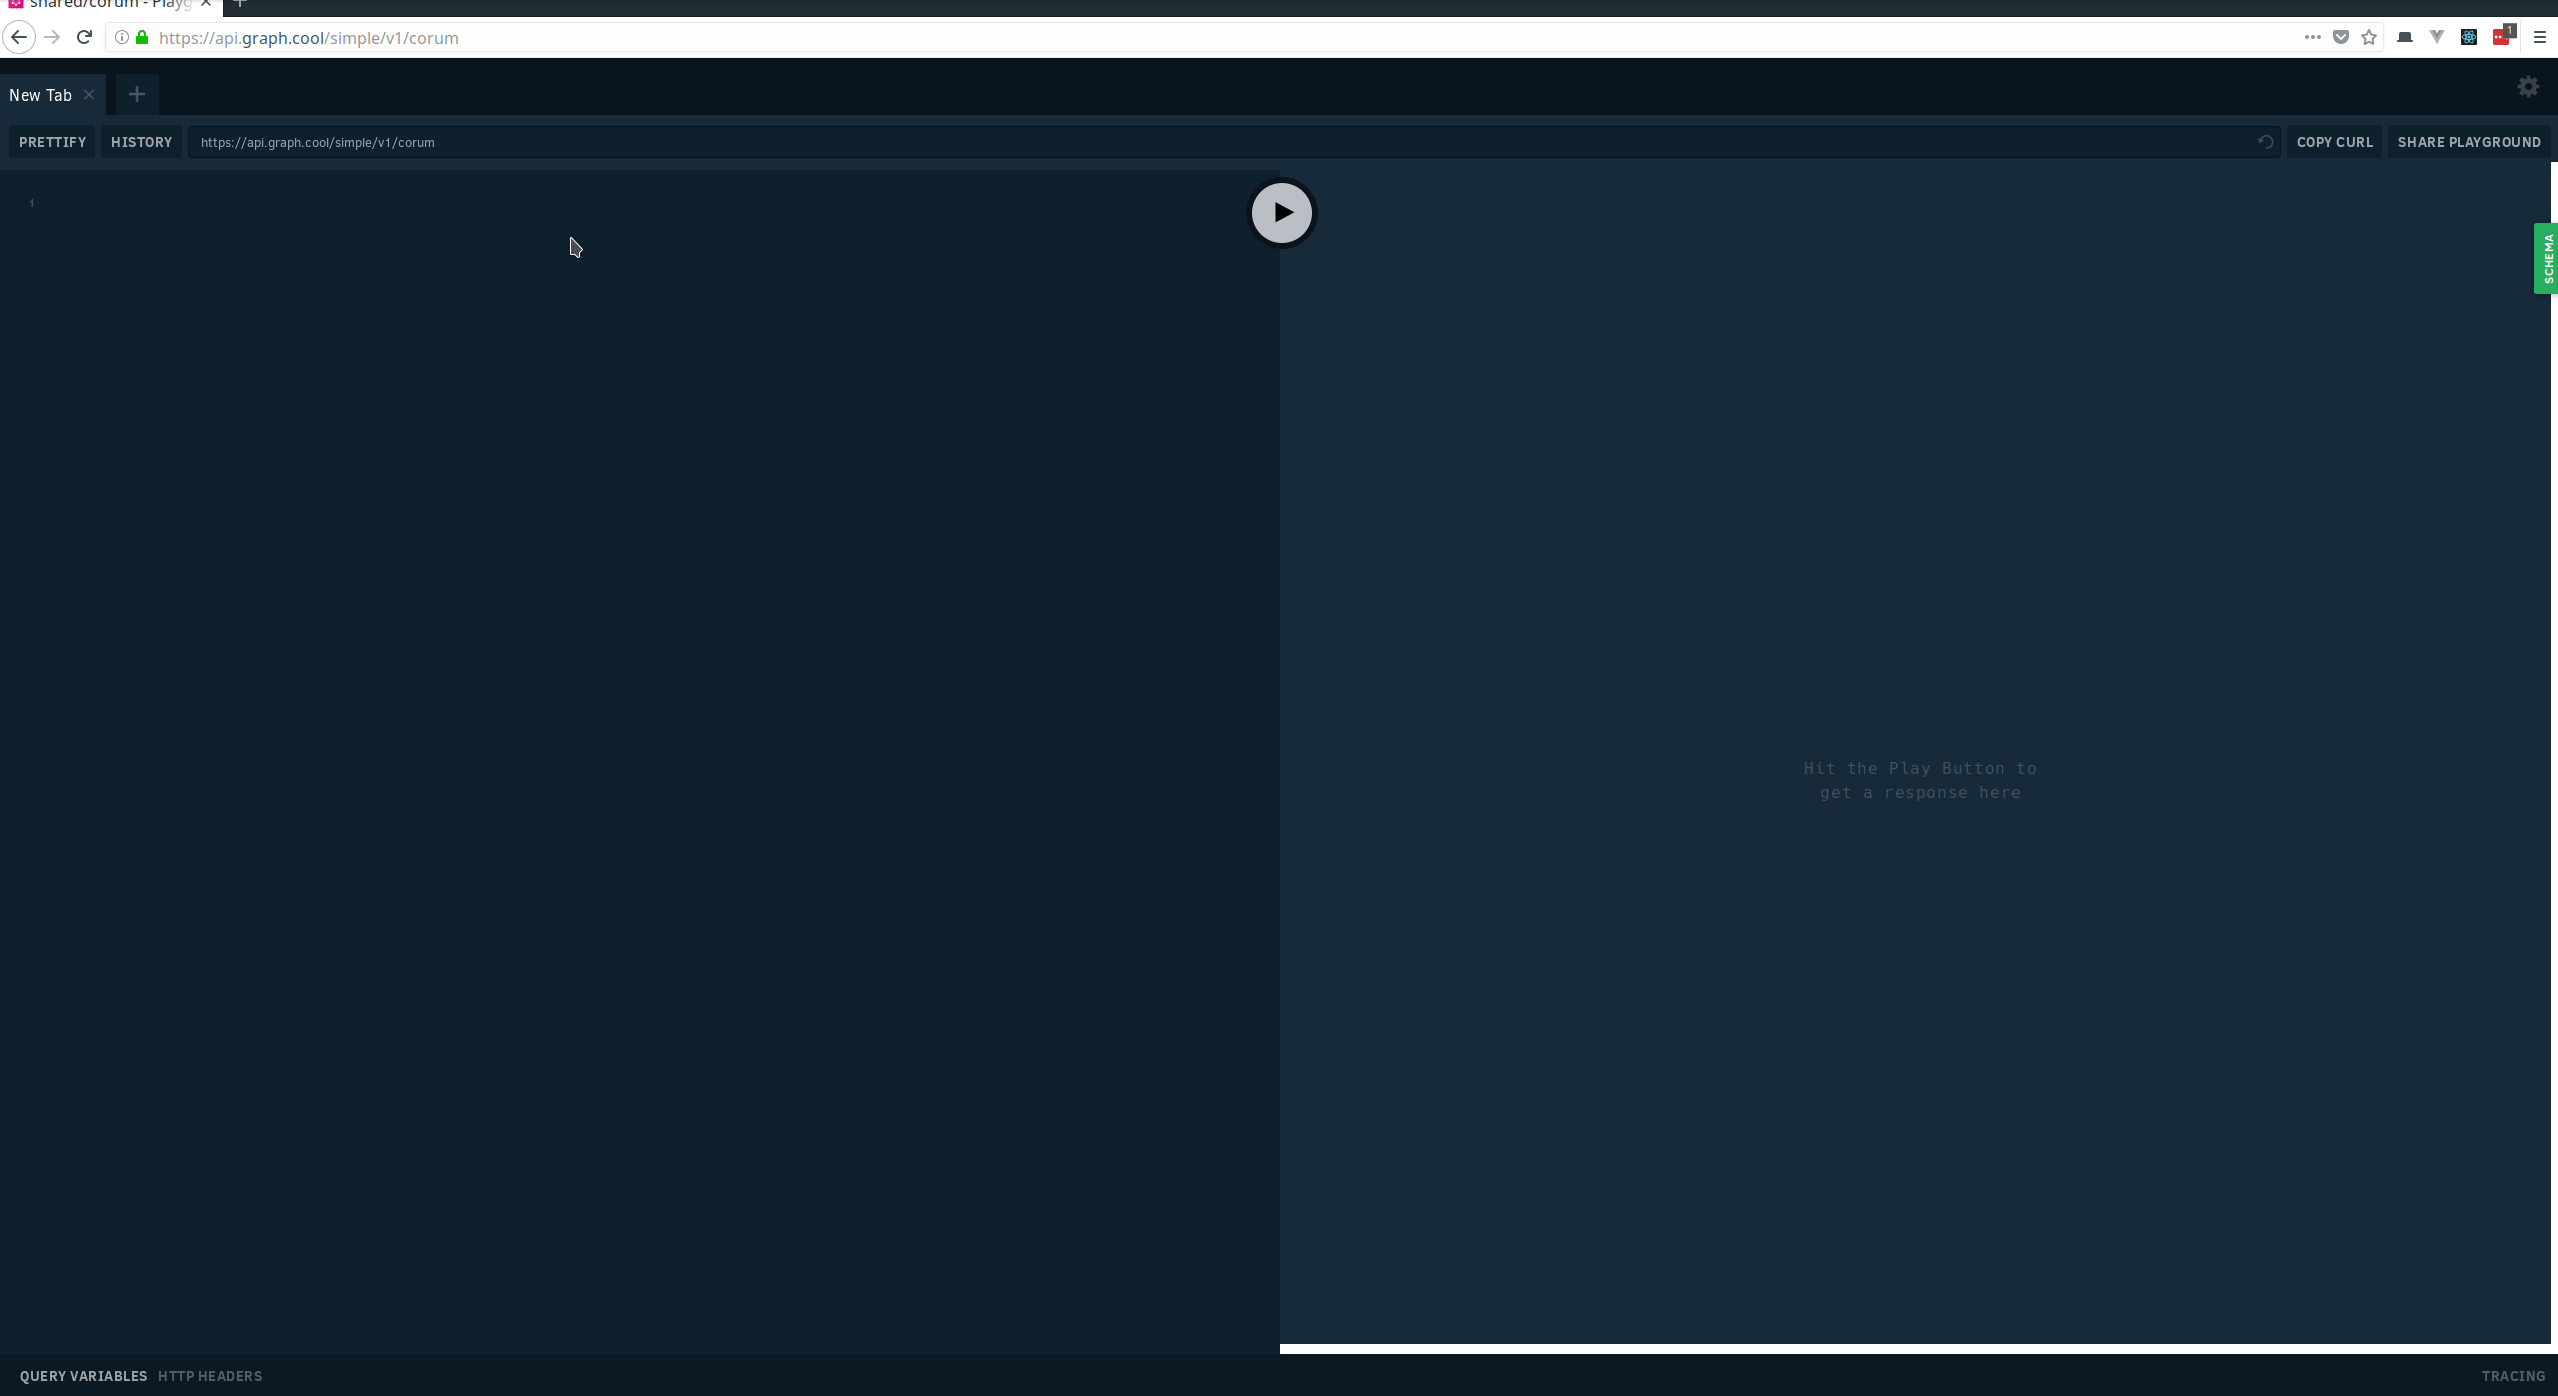 shared/corum - Playg
https://api.graph.cool/simple/v1/corum
1
New Tab
PRETTIFY HISTORY https://api.graph.cool/simple/v1/corum COPY CURL SHARE PLAYGROUND
1
SCHEMA
Hit the Play Button to
get a response here
QUERY VARIABLES HTTP HEADERS TRACING